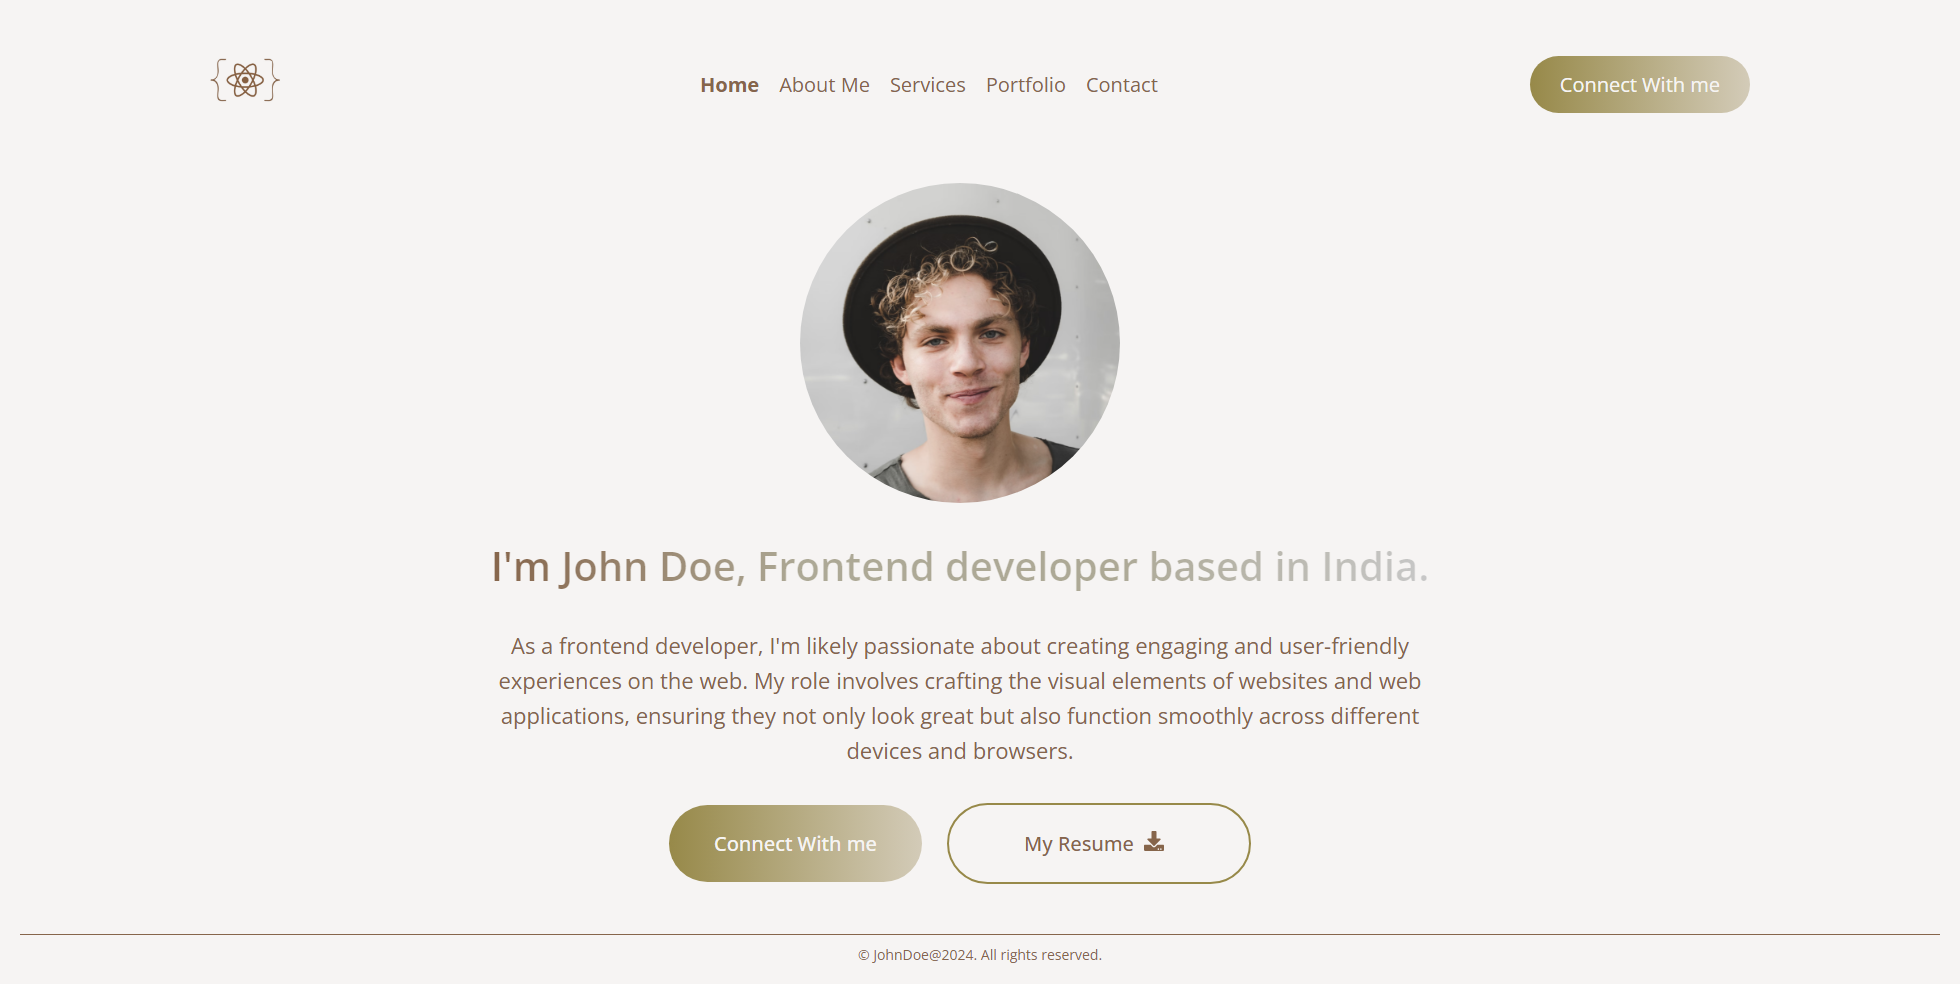 Home About Me Services Portfolio Contact
Connect With me
I'm John Doe, Frontend developer based in India.
As a frontend developer, I'm likely passionate about creating engaging and user-friendly
experiences on the web. My role involves crafting the visual elements of websites and web
applications, ensuring they not only look great but also function smoothly across different
devices and browsers.
Connect With me
My Resume
© JohnDoe@2024. All rights reserved.